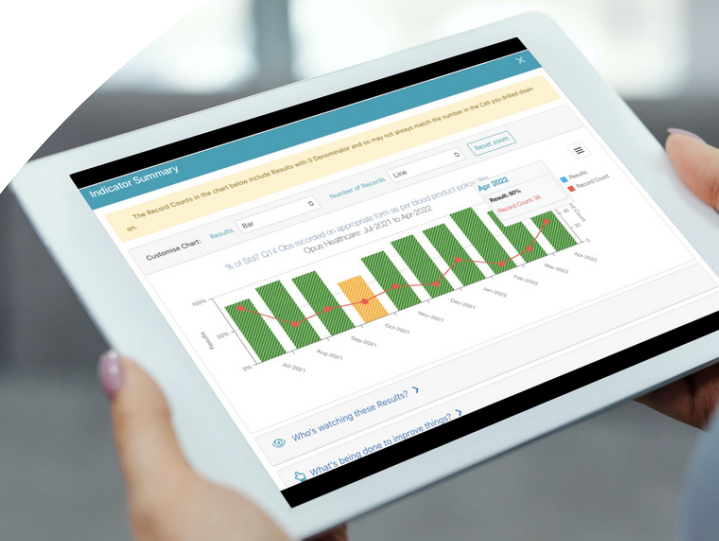 Indicator Summary
The Record Counts in the chart below include Results with 0 Denominator and so may not always match the number in the Cell you drilled down
on.
Customise Chart: Results Bar Number of Records Line Reset zoom
% of Std7 Q14 Obs recorded on appropriate form as per blood product policy
Opus Healthcare: Jul-2021 to Apr-2022
Apr 2022
Result: 80%
Record Count: 36
Results
Record Count
100%
50%
0%
Results
Jul-2021
Aug-2021
Sep-2021
Oct-2021
Nov-2021
Dec-2021
Jan-2022
Feb-2022
Mar-2022
Apr-2022
Who's watching these Results?
What's being done to improve things?